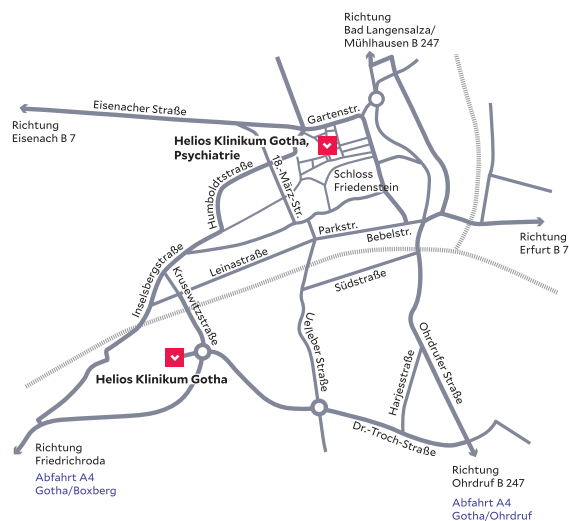 Richtung
Bad Langensalza/
Mühlhausen B 247
Eisenacher Straße
Gartenstr.
Richtung
Eisenach B 7
Helios Klinikum Gotha,
Psychiatrie
18.-März-Str.
Schloss
Friedenstein
Humboldtstraße
Parkstr.
Bebelstr.
Richtung
Erfurt B 7
Inselsbergstraße
Leinastraße
Krusewitzstraße
Südstraße
Uelleber Straße
Ohrdrufer Straße
Harjesstraße
Helios Klinikum Gotha
Dr.-Troch-Straße
Richtung
Friedrichroda
Abfahrt A4
Gotha/Boxberg
Richtung
Ohrdruf B 247
Abfahrt A4
Gotha/Ohrdruf